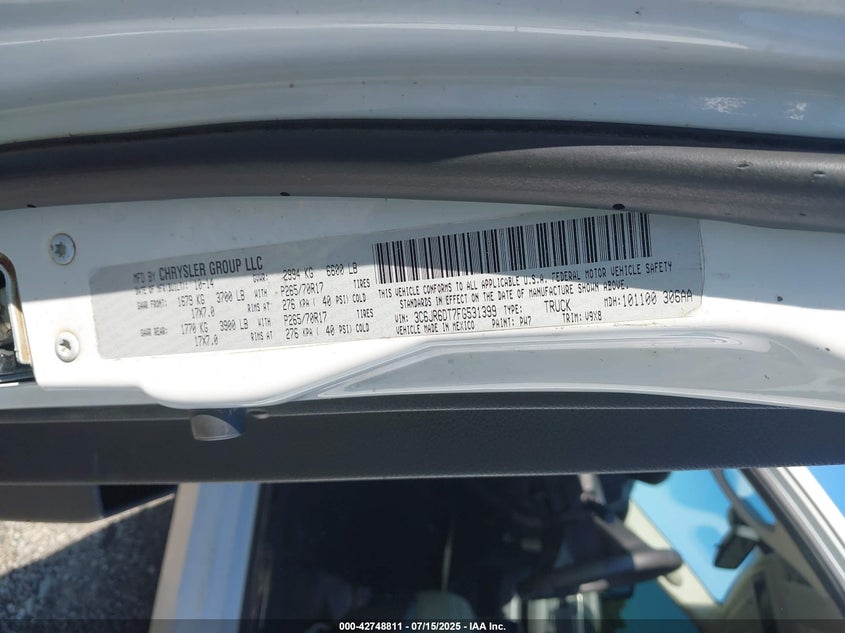 MFD BY CHRYSLER GROUP LLC
DATE OF MFR 10-14 GVWR: 2994 KG 6600 LB
GAWR FRONT: 1679 KG 3700 LB WITH P265/70R17 TIRES
17X7.0 RIMS AT 276 KPA ( 40 PSI) COLD
GAWR REAR: 1770 KG 3900 LB WITH P265/70R17 TIRES
17X7.0 RIMS AT 276 KPA ( 40 PSI) COLD
THIS VEHICLE CONFORMS TO ALL APPLICABLE U.S.A. FEDERAL MOTOR VEHICLE SAFETY
STANDARDS IN EFFECT ON THE DATE OF MANUFACTURE SHOWN ABOVE.
VIN: 3C6JR6DT7FG531399 TYPE: TRUCK MDH: 101100 306AA
VEHICLE MADE IN MEXICO PAINT: PW7 TRIM: V9X8
000-42748811 - 07/15/2025 - IAA Inc.